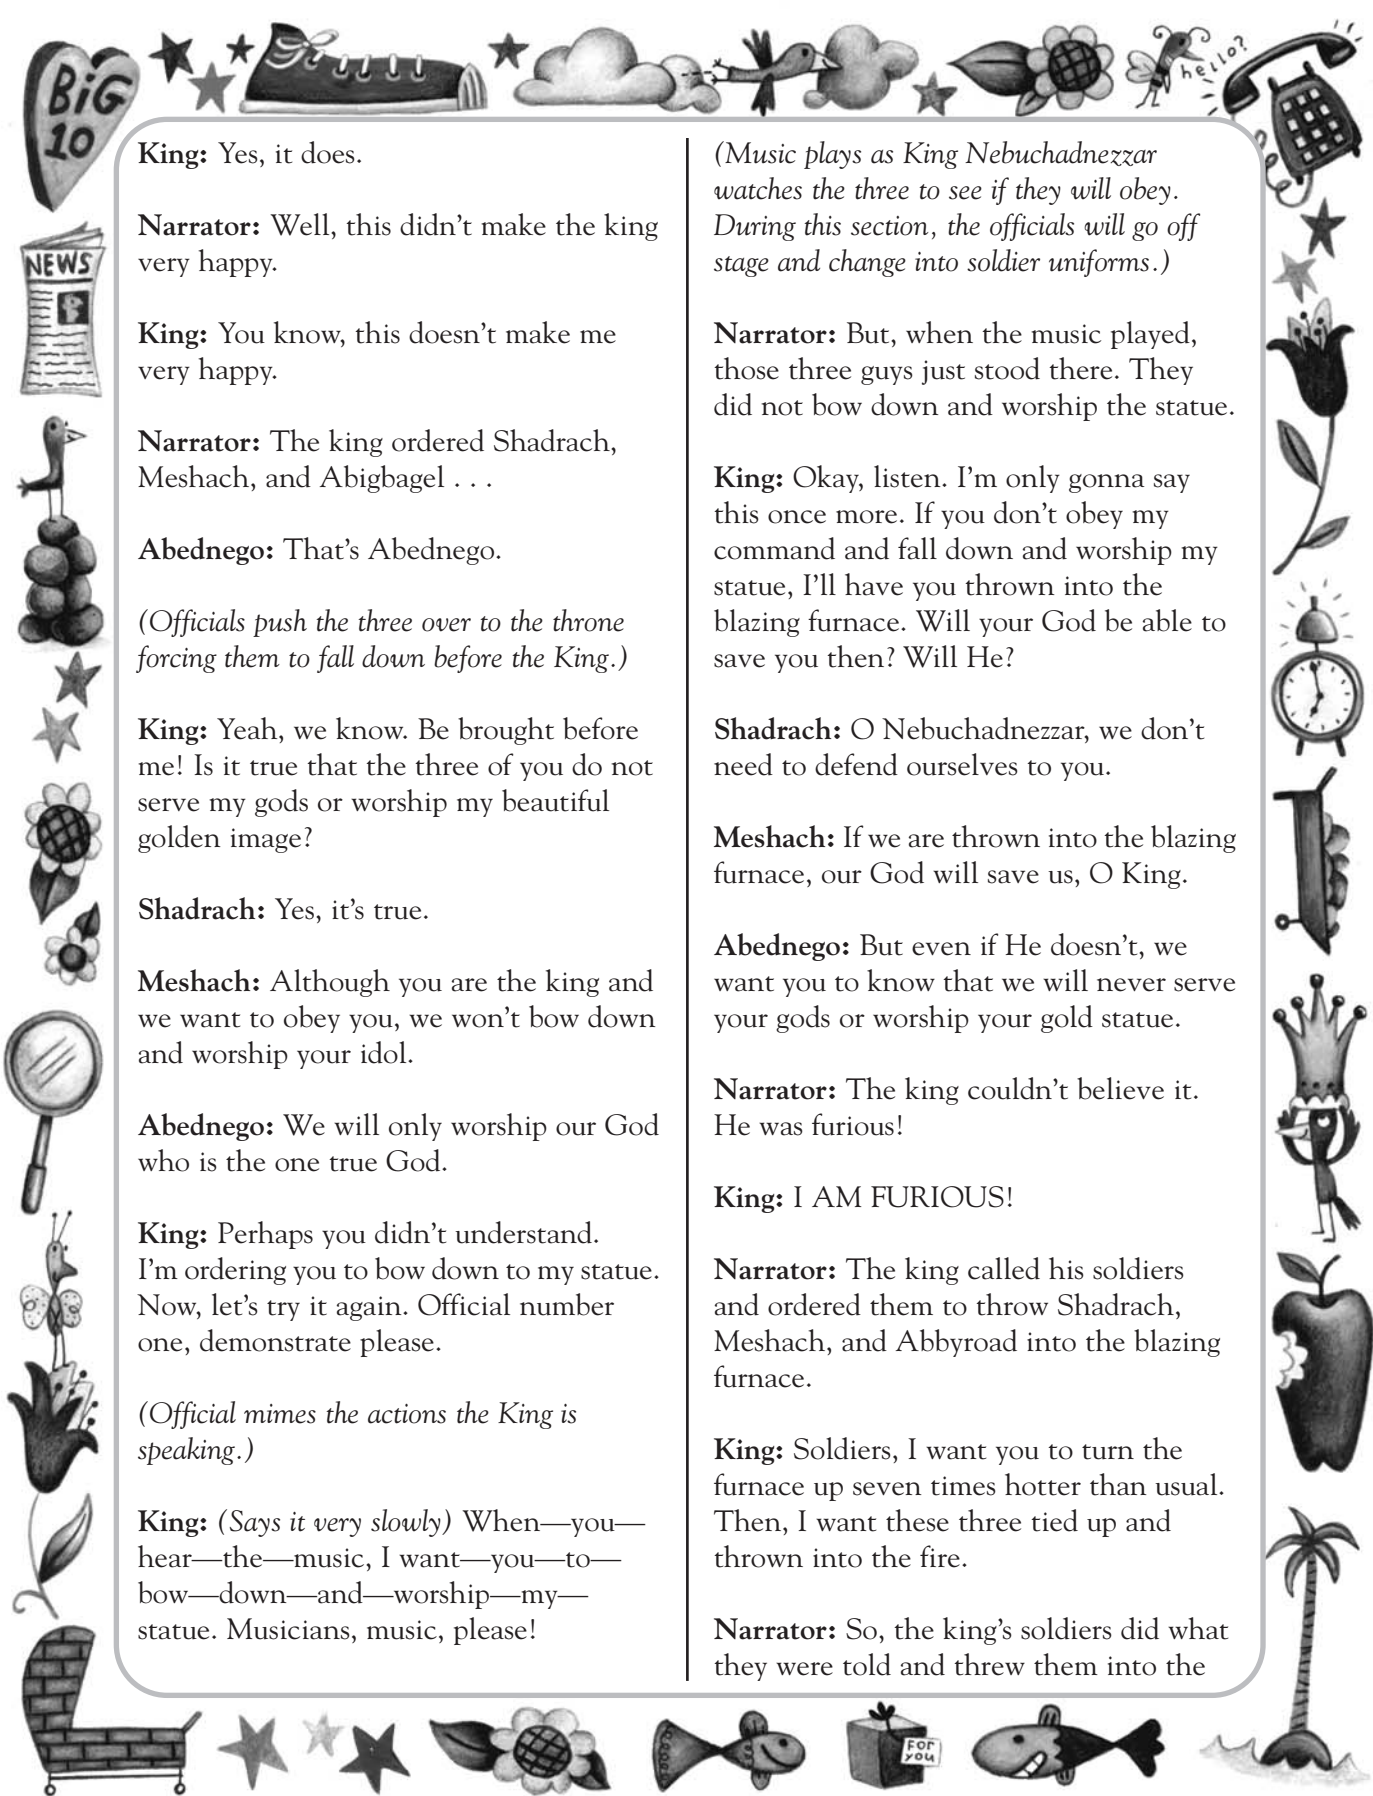 BiG
10
hello?
NEWS
King: Yes, it does.
Narrator: Well, this didn't make the king
very happy.
King: You know, this doesn't make me
very happy.
Narrator: The king ordered Shadrach,
Meshach, and Abigbagel . . .
Abednego: That's Abednego.
(Officials push the three over to the throne
forcing them to fall down before the King.)
King: Yeah, we know. Be brought before
me! Is it true that the three of you do not
serve my gods or worship my beautiful
golden image?
Shadrach: Yes, it's true.
Meshach: Although you are the king and
we want to obey you, we won't bow down
and worship your idol.
Abednego: We will only worship our God
who is the one true God.
King: Perhaps you didn't understand.
I'm ordering you to bow down to my statue.
Now, let's try it again. Official number
one, demonstrate please.
(Official mimes the actions the King is
speaking.)
King: (Says it very slowly) When—you—
hear—the—music, I want—you—to—
bow—down—and—worship—my—
statue. Musicians, music, please!
(Music plays as King Nebuchadnezzar
watches the three to see if they will obey.
During this section, the officials will go off
stage and change into soldier uniforms.)
Narrator: But, when the music played,
those three guys just stood there. They
did not bow down and worship the statue.
King: Okay, listen. I'm only gonna say
this once more. If you don't obey my
command and fall down and worship my
statue, I'll have you thrown into the
blazing furnace. Will your God be able to
save you then? Will He?
Shadrach: O Nebuchadnezzar, we don't
need to defend ourselves to you.
Meshach: If we are thrown into the blazing
furnace, our God will save us, O King.
Abednego: But even if He doesn't, we
want you to know that we will never serve
your gods or worship your gold statue.
Narrator: The king couldn't believe it.
He was furious!
King: I AM FURIOUS!
Narrator: The king called his soldiers
and ordered them to throw Shadrach,
Meshach, and Abbyroad into the blazing
furnace.
King: Soldiers, I want you to turn the
furnace up seven times hotter than usual.
Then, I want these three tied up and
thrown into the fire.
Narrator: So, the king's soldiers did what
they were told and threw them into the
FOR
YOU